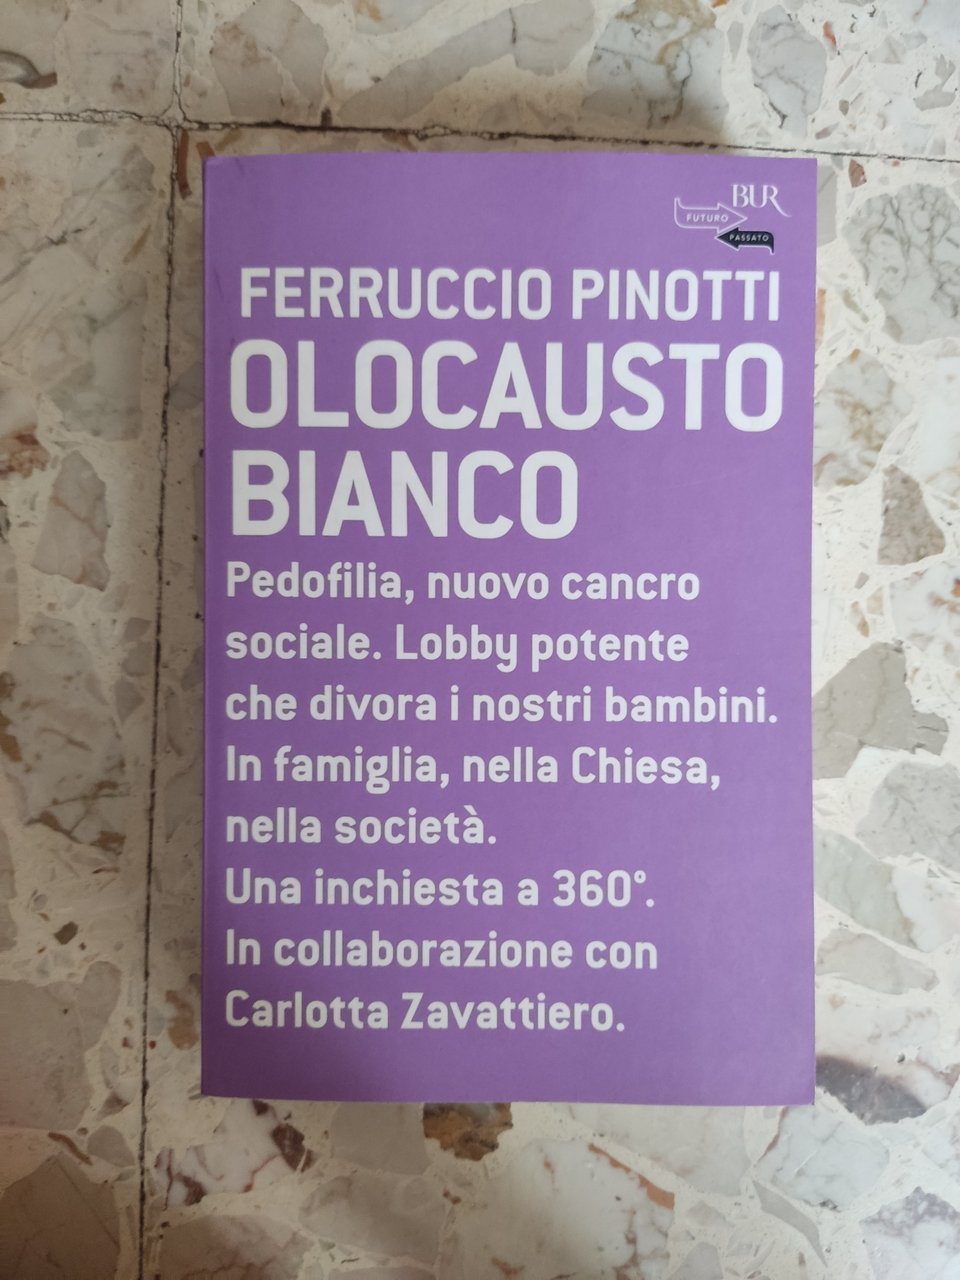 BUR
FUTURO
PASSATO
FERRUCCIO PINOTTI
OLOCAUSTO
BIANCO
Pedofilia, nuovo cancro
sociale. Lobby potente
che divora i nostri bambini.
In famiglia, nella Chiesa,
nella società.
Una inchiesta a 360°.
In collaborazione con
Carlotta Zavattiero.